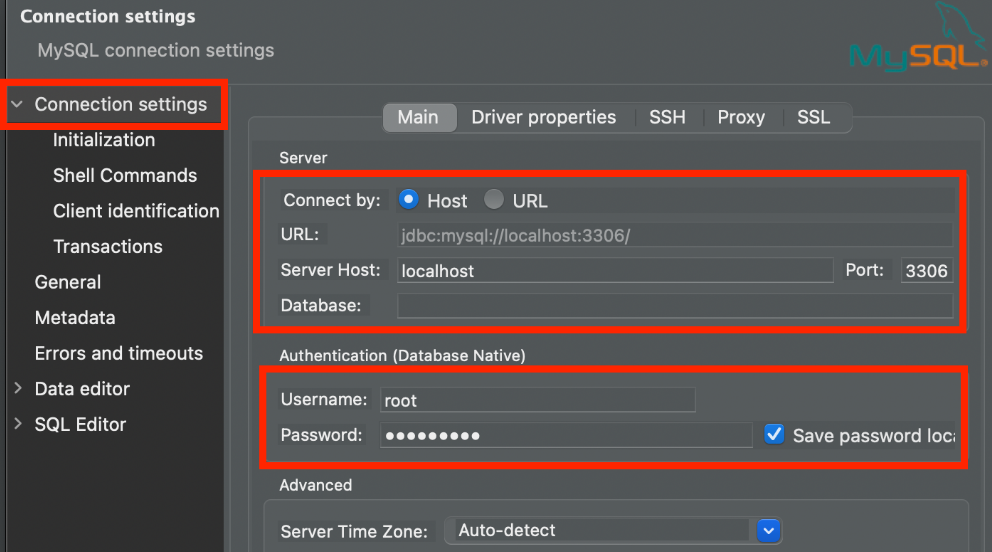 Connection settings
MySQL connection settings
MySQL®
Connection settings
Initialization
Shell Commands
Client identification
Transactions
General
Metadata
Errors and timeouts
Data editor
SQL Editor
Main Driver properties SSH Proxy SSL
Server
Connect by: Host URL
URL: jdbc:mysql://localhost:3306/
Server Host: localhost Port: 3306
Database:
Authentication (Database Native)
Username: root
Password: •••••••••  Save password loca
Advanced
Server Time Zone: Auto-detect